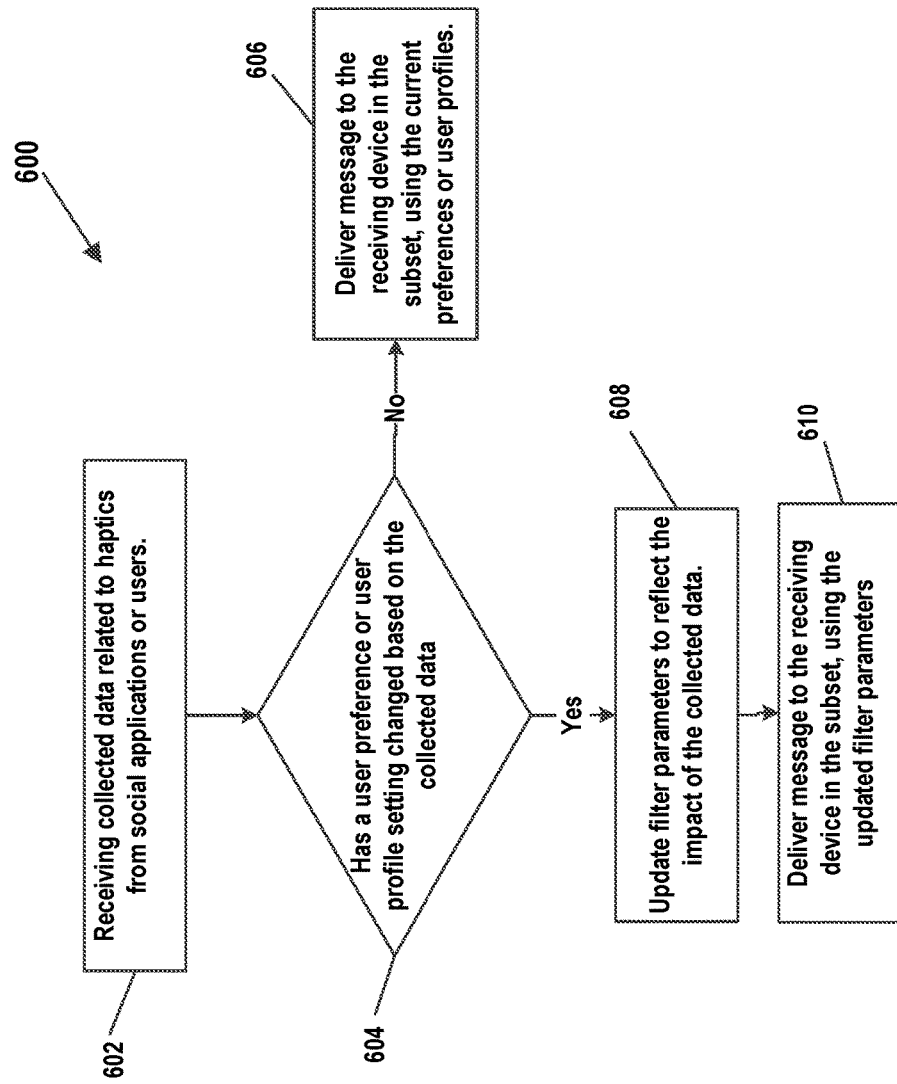 600
602
Receiving collected data related to haptics
from social applications or users.
604
Has a user preference or user
profile setting changed based on the
collected data
No
606
Deliver message to the
receiving device in the
subset, using the current
preferences or user profiles.
Yes
608
Update filter parameters to reflect the
impact of the collected data.
610
Deliver message to the receiving
device in the subset, using the
updated filter parameters